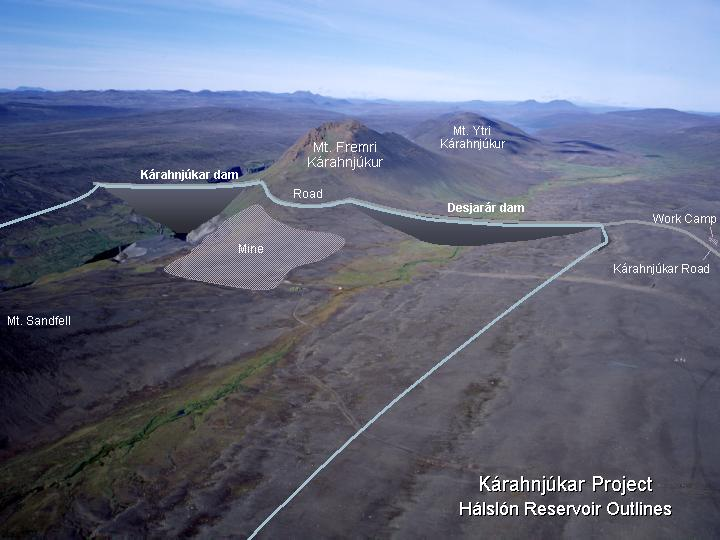 Mt. Ytri
Kárahnjúkur
Mt. Fremri
Kárahnjúkur
Kárahnjúkar dam
Road
Desjarár dam
Work Camp
Mine
Kárahnjúkar Road
Mt. Sandfell
Kárahnjúkar Project
Hálslón Reservoir Outlines